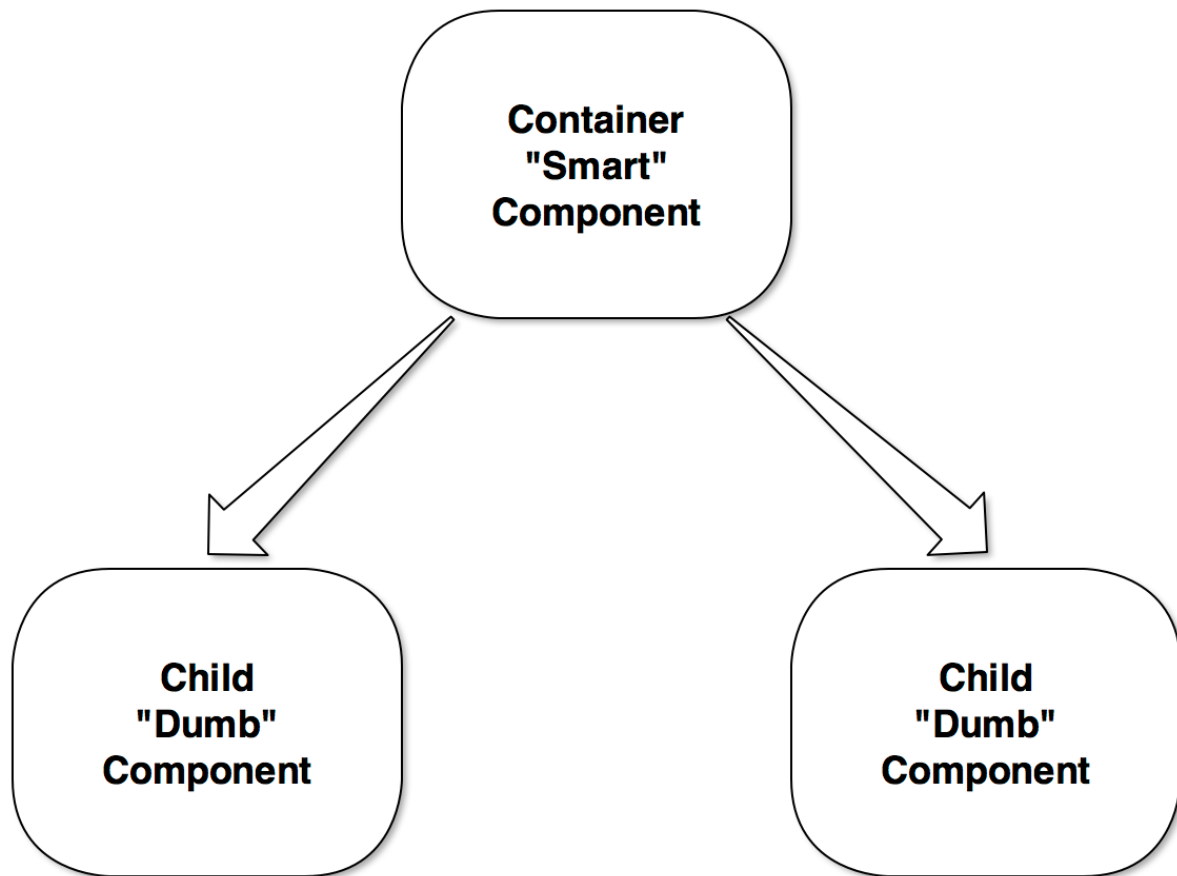 Container
"Smart"
Component
Child
"Dumb"
Component
Child
"Dumb"
Component